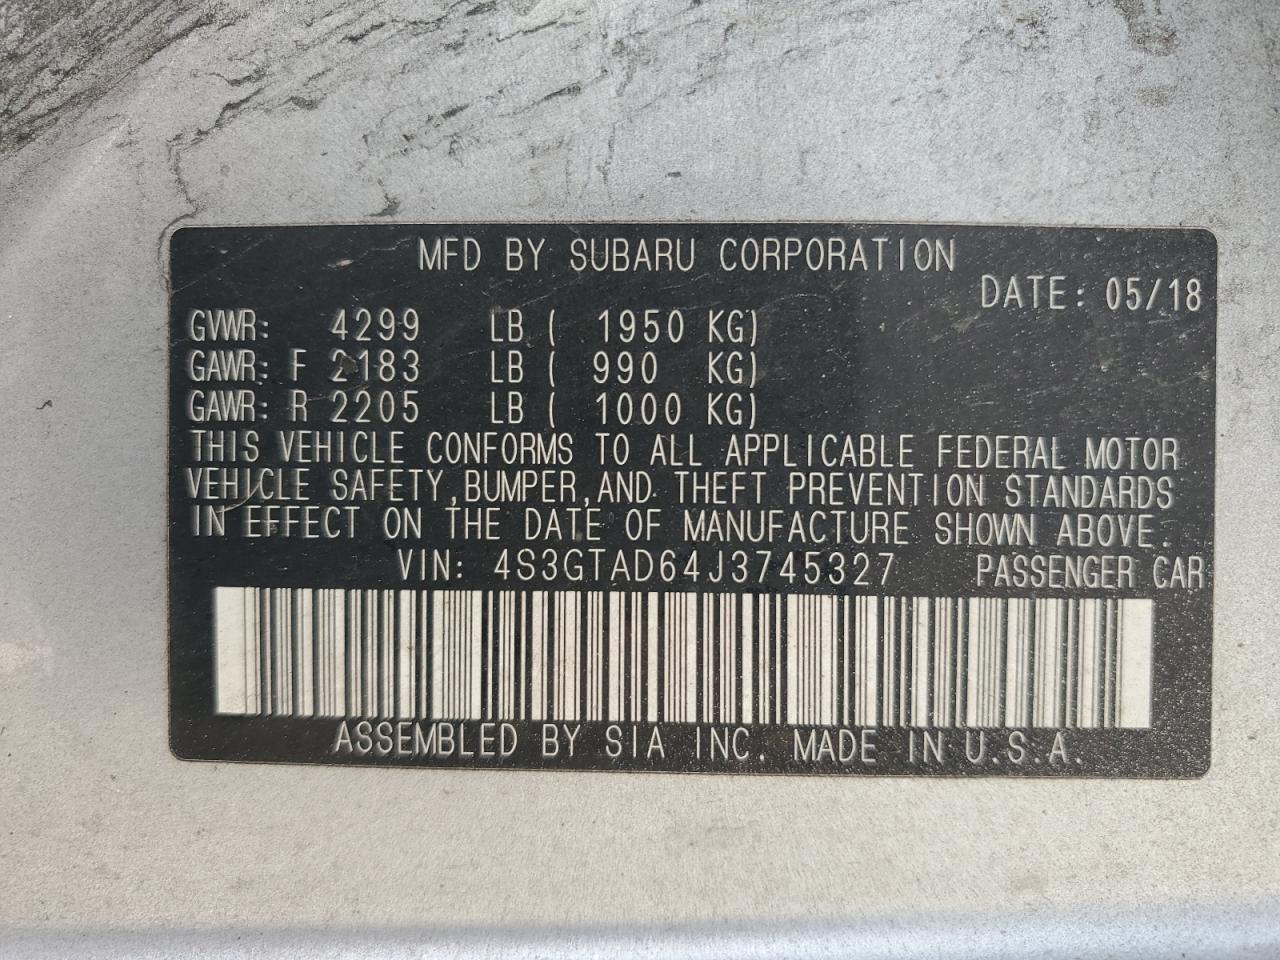 MFD BY SUBARU CORPORATION
DATE: 05/18
GVWR: 4299 LB ( 1950 KG)
GAWR: F 2183 LB ( 990 KG)
GAWR: R 2205 LB ( 1000 KG)
THIS VEHICLE CONFORMS TO ALL APPLICABLE FEDERAL MOTOR
VEHICLE SAFETY, BUMPER, AND THEFT PREVENTION STANDARDS
IN EFFECT ON THE DATE OF MANUFACTURE SHOWN ABOVE.
VIN: 4S3GTAD64J3745327 PASSENGER CAR
ASSEMBLED BY SIA INC. MADE IN U.S.A.